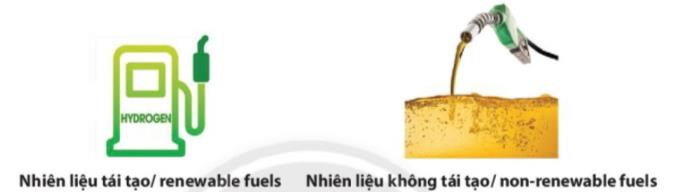 HYDROGEN
Nhiên liệu tái tạo/ renewable fuels
Nhiên liệu không tái tạo/ non-renewable fuels